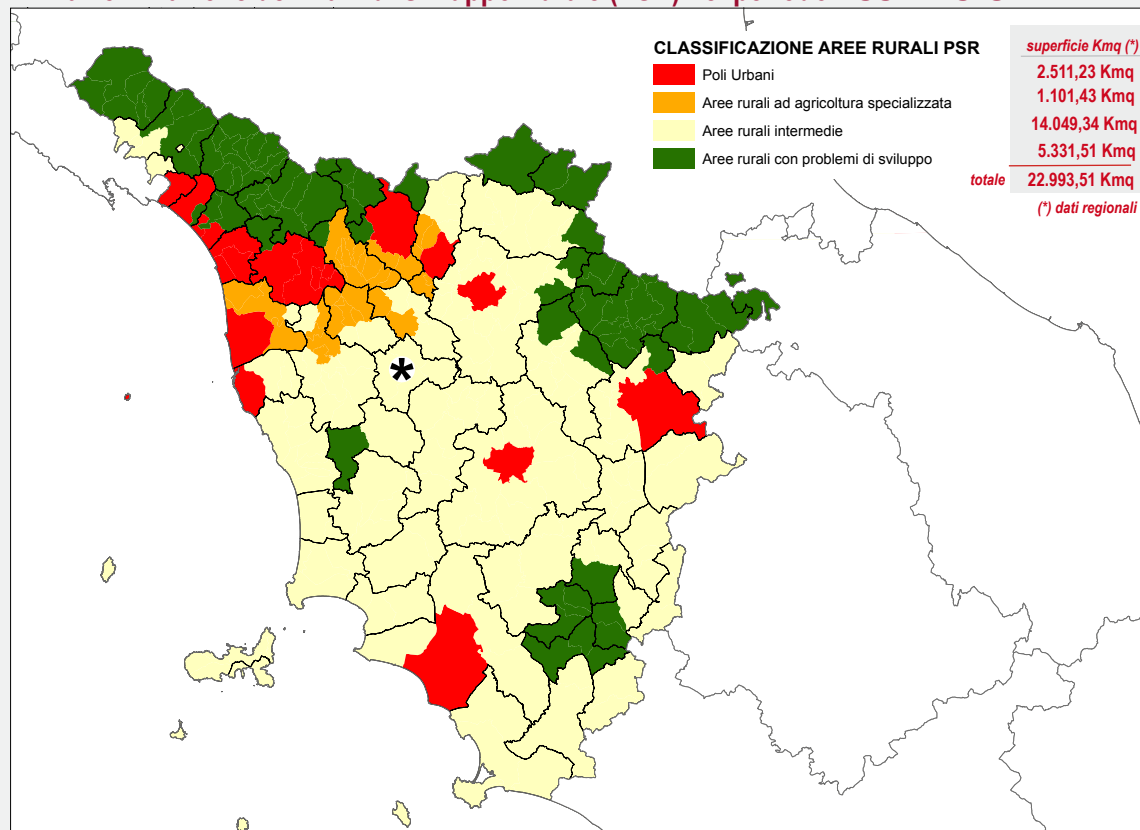 CLASSIFICAZIONE AREE RURALI PSR
superficie Kmq (*)
Poli Urbani
2.511,23 Kmq
Aree rurali ad agricoltura specializzata
1.101,43 Kmq
Aree rurali intermedie
14.049,34 Kmq
Aree rurali con problemi di sviluppo
5.331,51 Kmq
totale 22.993,51 Kmq
(*) dati regionali
*